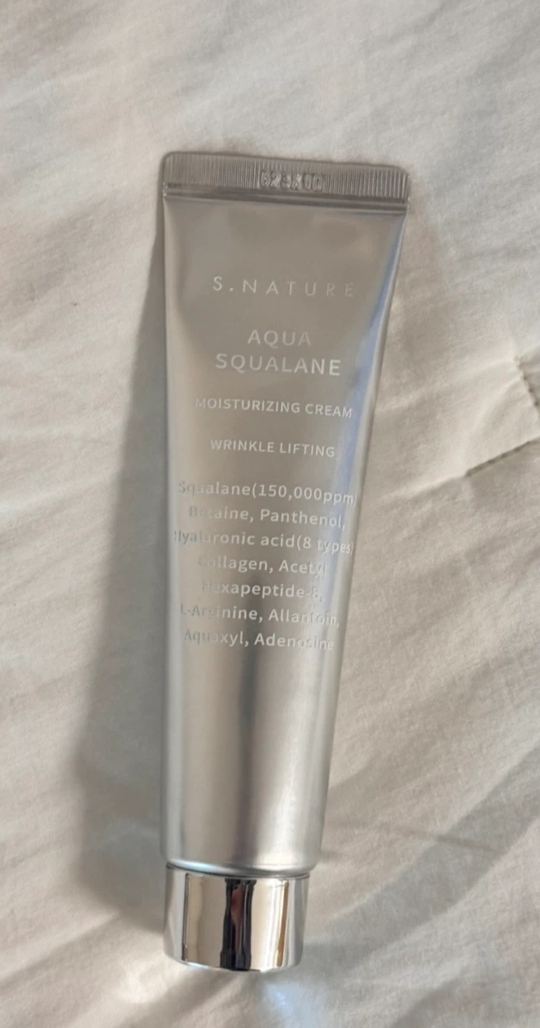 S.NATURE
AQUA
SQUALANE
MOISTURIZING CREAM
WRINKLE LIFTING
Squalane(150,000ppm)
Betaine, Panthenol,
Hyaluronic acid(8 types)
Collagen, Acetyl
Hexapeptide-8,
L-Arginine, Allantoin,
Aquaxyl, Adenosine